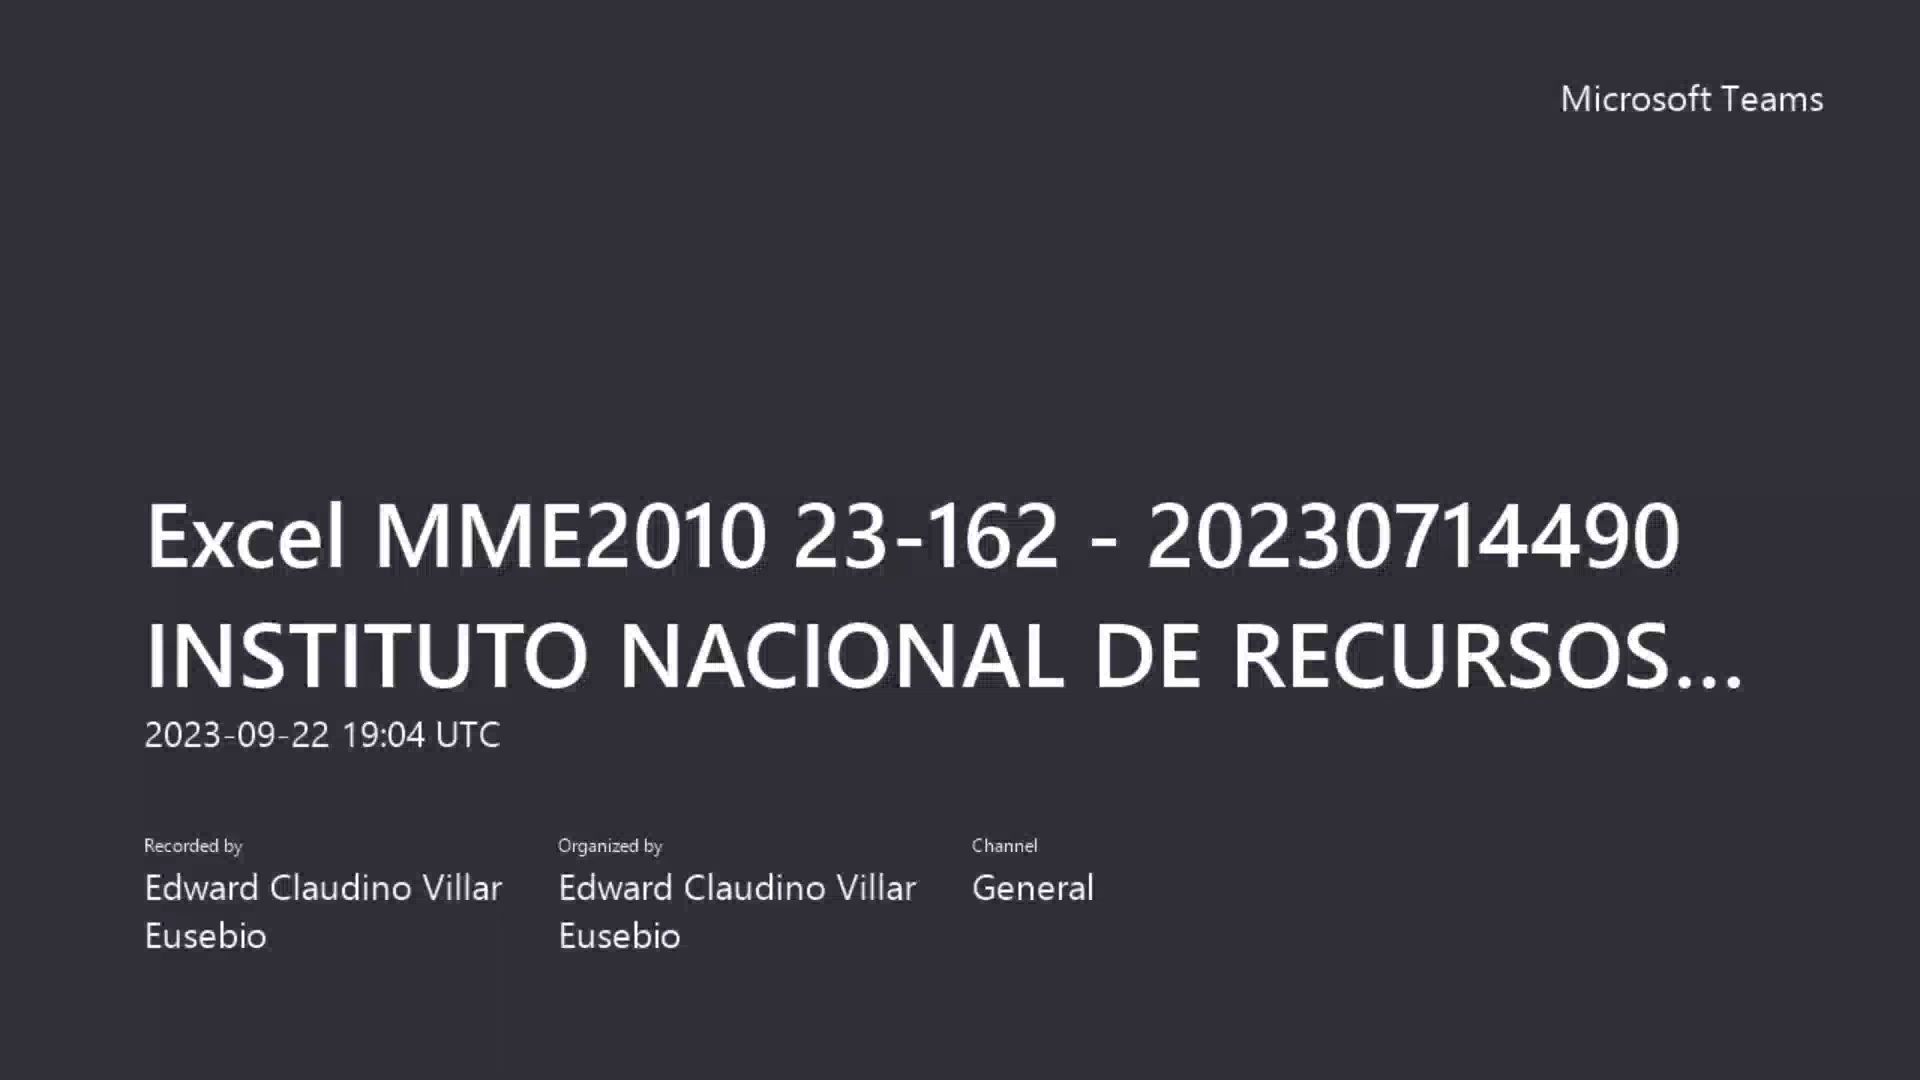 Microsoft Teams
Excel MME2010 23-162 - 20230714490
INSTITUTO NACIONAL DE RECURSOS...
2023-09-22 19:04 UTC
Recorded by
Edward Claudino Villar
Eusebio
Organized by
Edward Claudino Villar
Eusebio
Channel
General